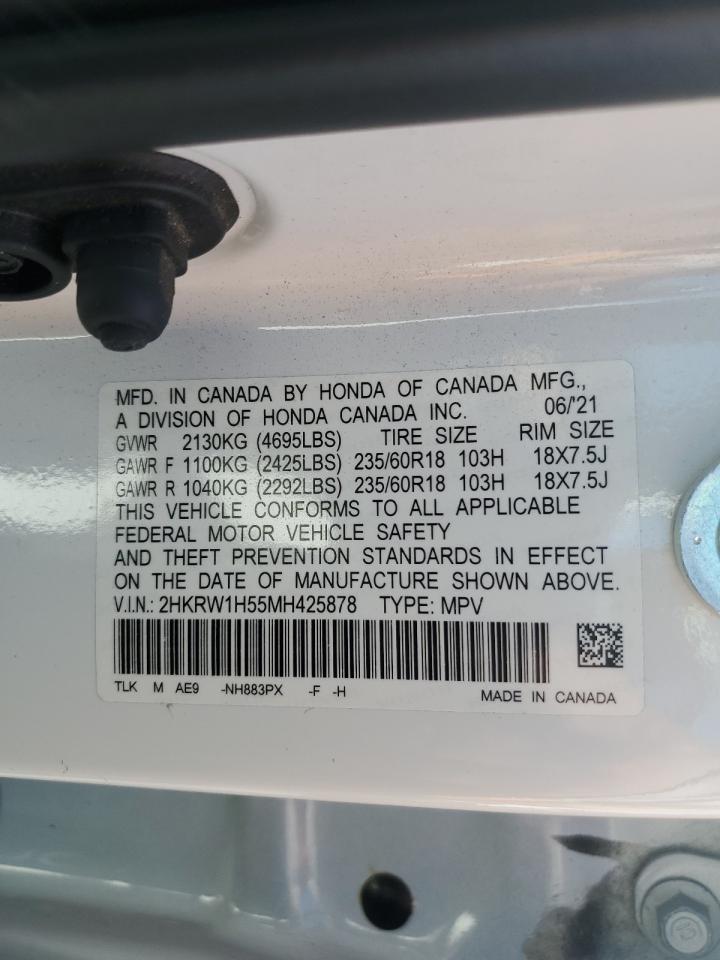 MFD. IN CANADA BY HONDA OF CANADA MFG.,
A DIVISION OF HONDA CANADA INC. 06/'21
GVWR 2130KG (4695LBS) TIRE SIZE RIM SIZE
GAWR F 1100KG (2425LBS) 235/60R18 103H 18X7.5J
GAWR R 1040KG (2292LBS) 235/60R18 103H 18X7.5J
THIS VEHICLE CONFORMS TO ALL APPLICABLE
FEDERAL MOTOR VEHICLE SAFETY
AND THEFT PREVENTION STANDARDS IN EFFECT
ON THE DATE OF MANUFACTURE SHOWN ABOVE.
V.I.N.: 2HKRW1H55MH425878 TYPE: MPV
TLK M AE9 -NH883PX -F -H MADE IN CANADA